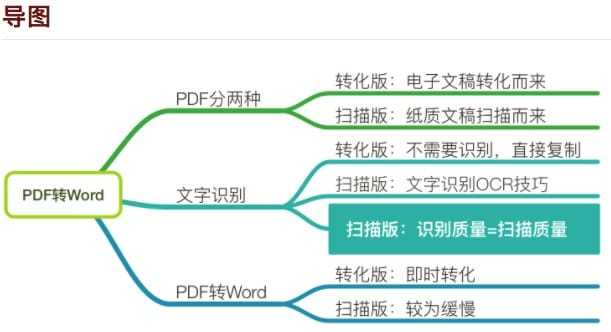 导图
PDF转Word
PDF分两种
转化版：电子文稿转化而来
扫描版：纸质文稿扫描而来
文字识别
转化版：不需要识别，直接复制
扫描版：文字识别OCR技巧
扫描版：识别质量=扫描质量
PDF转Word
转化版：即时转化
扫描版：较为缓慢